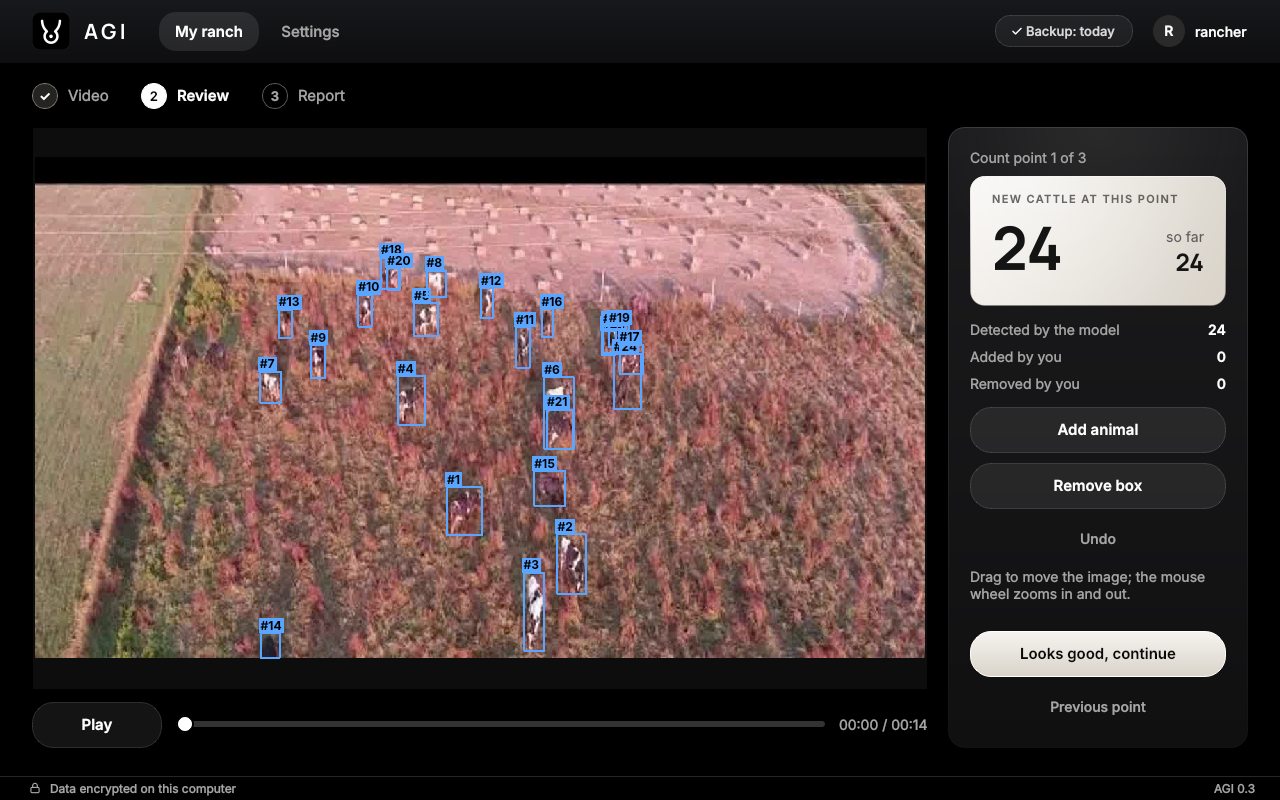 AGI
My ranch
Settings
Backup: today
R
rancher
Video
2
Review
3
Report
#18
#20
#8
#12
#10
#5
#13
#16
#11
#19
#9
#17
#7
#4
#6
#21
#15
#1
#2
#3
#14
Count point 1 of 3
NEW CATTLE AT THIS POINT
24
so far
24
Detected by the model
24
Added by you
0
Removed by you
0
Add animal
Remove box
Undo
Drag to move the image; the mouse
wheel zooms in and out.
Looks good, continue
Previous point
Play
00:00 / 00:14
Data encrypted on this computer
AGI 0.3